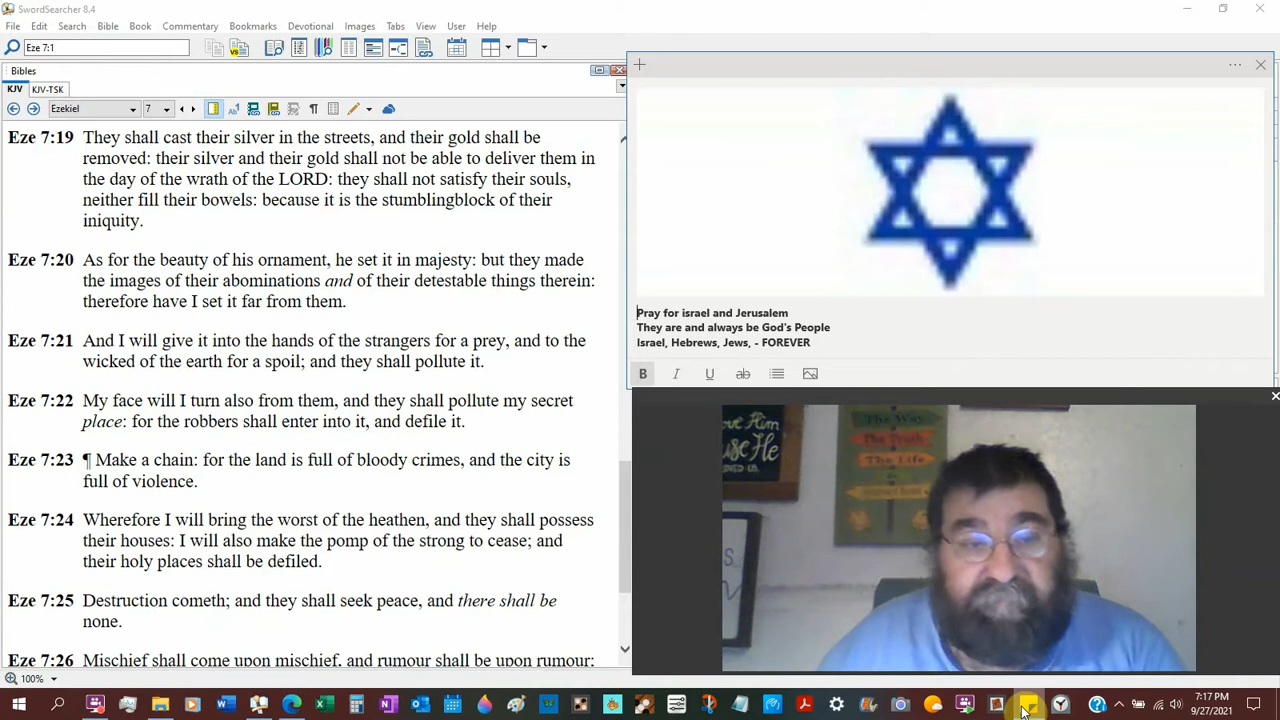 SwordSearcher 8.4
File Edit Search Bible Book Commentary Bookmarks Devotional Images Tabs View User Help
Eze 7:1
Bibles
KJV KJV-TSK
Ezekiel 7
Eze 7:19 They shall cast their silver in the streets, and their gold shall be
removed: their silver and their gold shall not be able to deliver them in
the day of the wrath of the LORD: they shall not satisfy their souls,
neither fill their bowels: because it is the stumblingblock of their
iniquity.
Eze 7:20 As for the beauty of his ornament, he set it in majesty: but they made
the images of their abominations and of their detestable things therein:
therefore have I set it far from them.
Eze 7:21 And I will give it into the hands of the strangers for a prey, and to the
wicked of the earth for a spoil; and they shall pollute it.
Eze 7:22 My face will I turn also from them, and they shall pollute my secret
place: for the robbers shall enter into it, and defile it.
Eze 7:23 ¶ Make a chain: for the land is full of bloody crimes, and the city is
full of violence.
Eze 7:24 Wherefore I will bring the worst of the heathen, and they shall possess
their houses: I will also make the pomp of the strong to cease; and
their holy places shall be defiled.
Eze 7:25 Destruction cometh; and they shall seek peace, and there shall be
none.
Eze 7:26 Mischief shall come upon mischief, and rumour shall be upon rumour;
100%
Pray for israel and Jerusalem
They are and always be God's People
Israel, Hebrews, Jews, - FOREVER
B I U ab
Him
The Way
The Truth
The Life
7:17 PM
9/27/2021